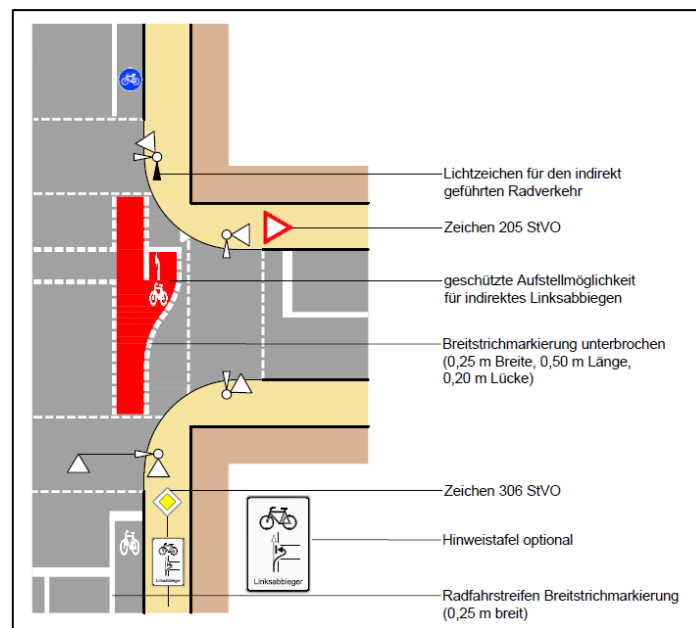 Lichtzeichen für den indirekt
geführten Radverkehr
Zeichen 205 StVO
geschützte Aufstellmöglichkeit
für indirektes Linksabbiegen
Breitstrichmarkierung unterbrochen
(0,25 m Breite, 0,50 m Länge,
0,20 m Lücke)
Zeichen 306 StVO
Hinweistafel optional
Linksabbieger
Linksabbieger
Radfahrstreifen Breitstrichmarkierung
(0,25 m breit)